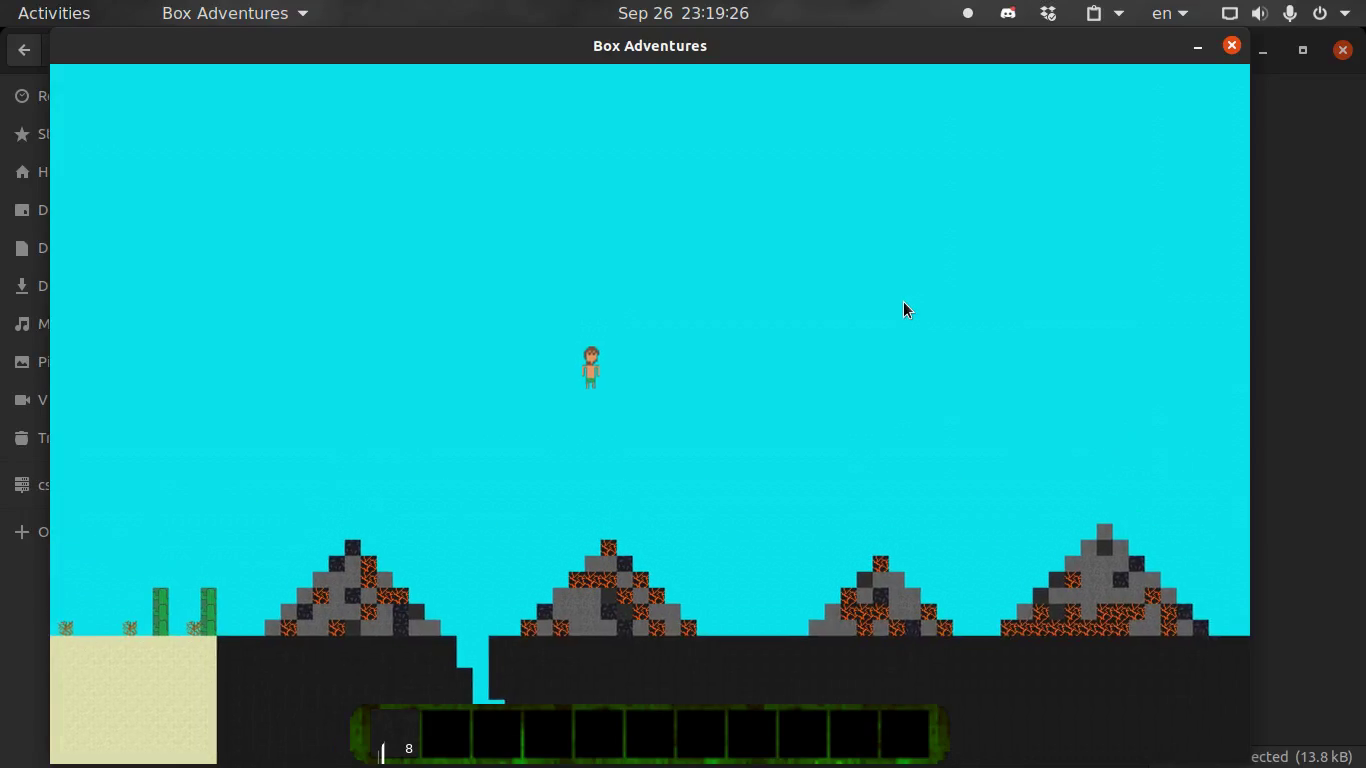 Activities
Box Adventures
Sep 26 23:19:26
en
Box Adventures
8
ected (13.8 kB)